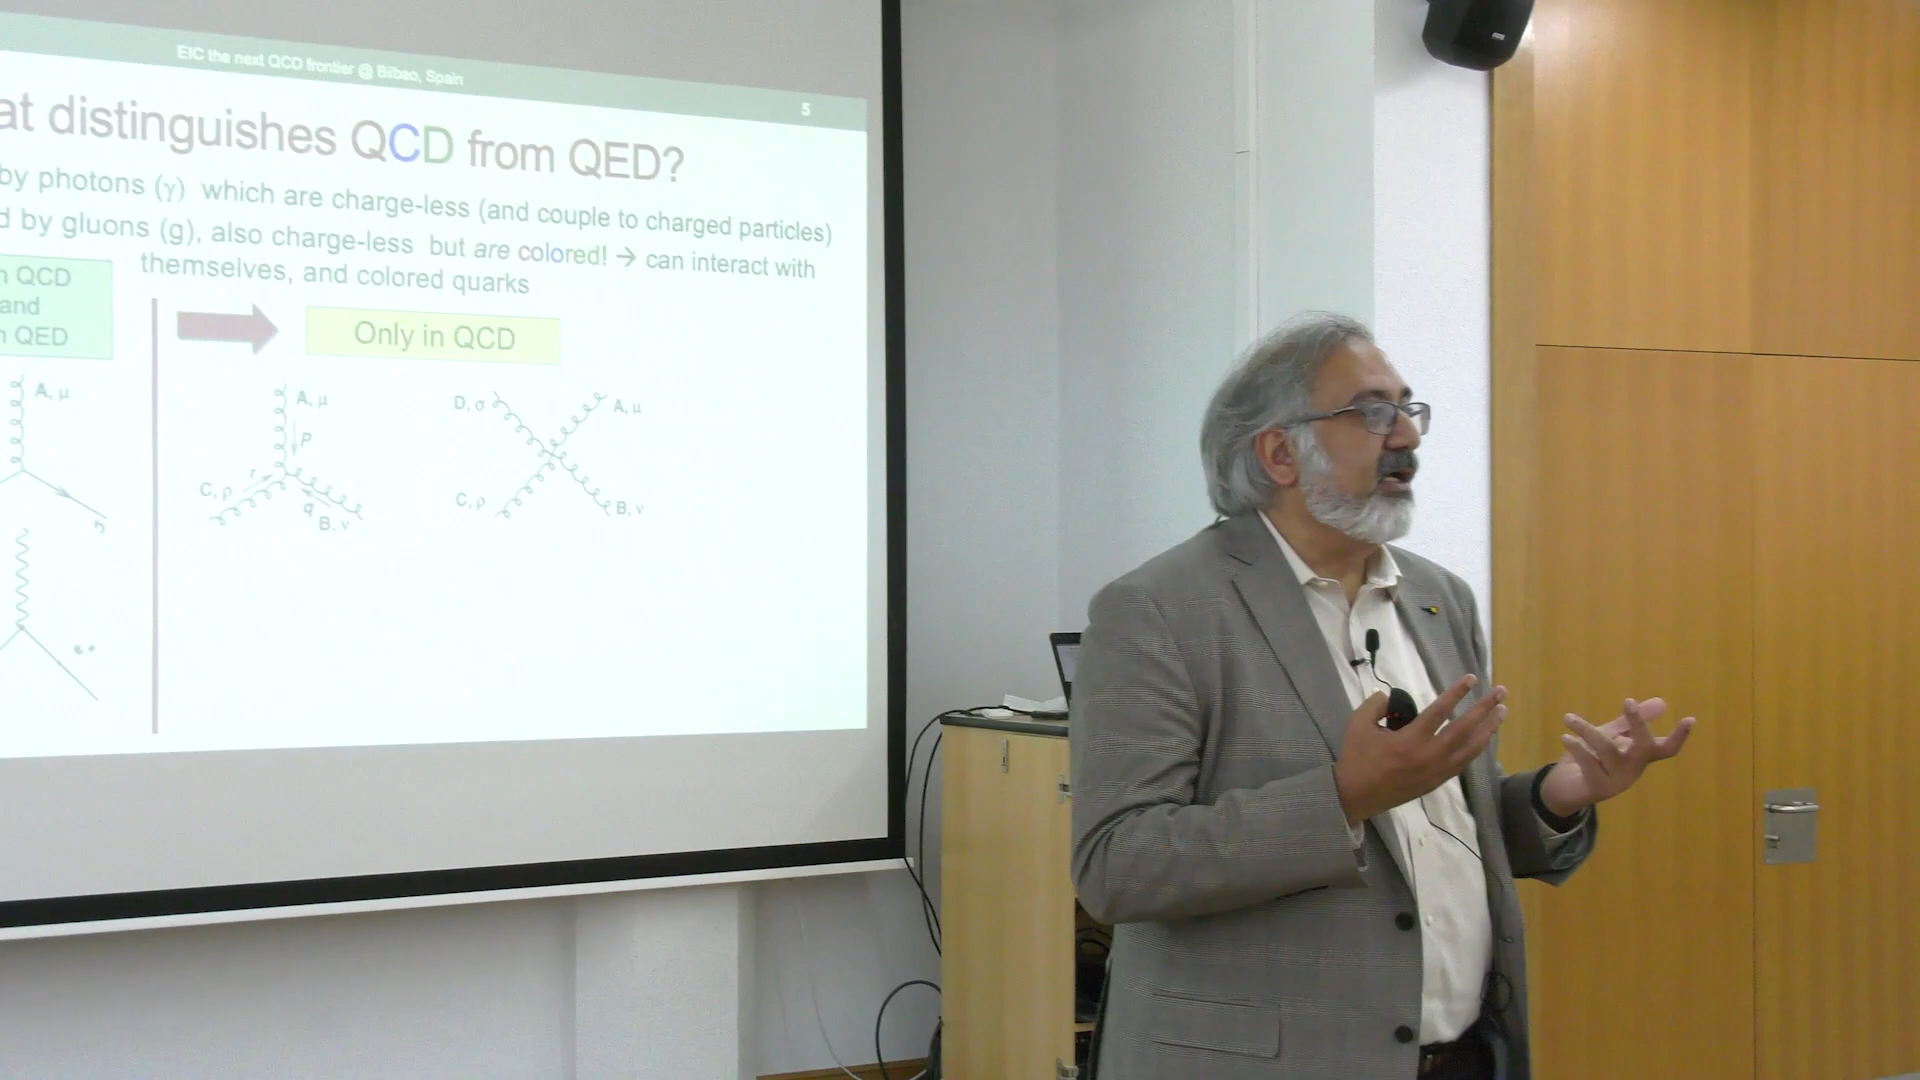 EIC the next QCD frontier @ Bilbao, Spain
5
at distinguishes QCD from QED?
by photons (γ) which are charge-less (and couple to charged particles)
d by gluons (g), also charge-less but are colored! → can interact with
themselves, and colored quarks
n QCD
and
n QED
Only in QCD
A, μ
A, μ
p
r
C, ρ
q
B, ν
D, σ
A, μ
C, ρ
B, ν